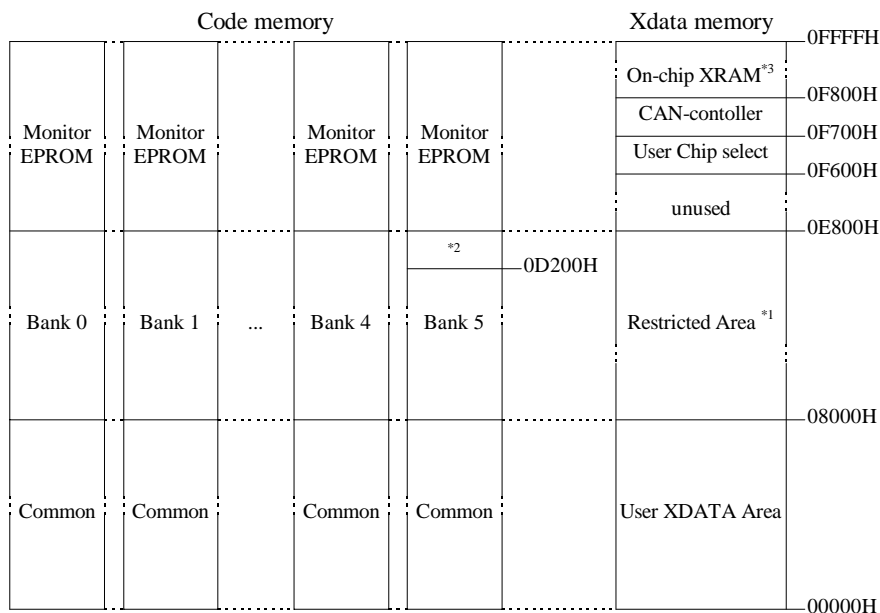 Code memory Xdata memory
0FFFFH
On-chip XRAM*3
0F800H
CAN-contoller
0F700H
User Chip select
0F600H
Monitor EPROM
Monitor EPROM
Monitor EPROM
Monitor EPROM
unused
0E800H
*2
0D200H
Bank 0 Bank 1 ... Bank 4 Bank 5 Restricted Area *1
08000H
Common Common Common Common User XDATA Area
00000H